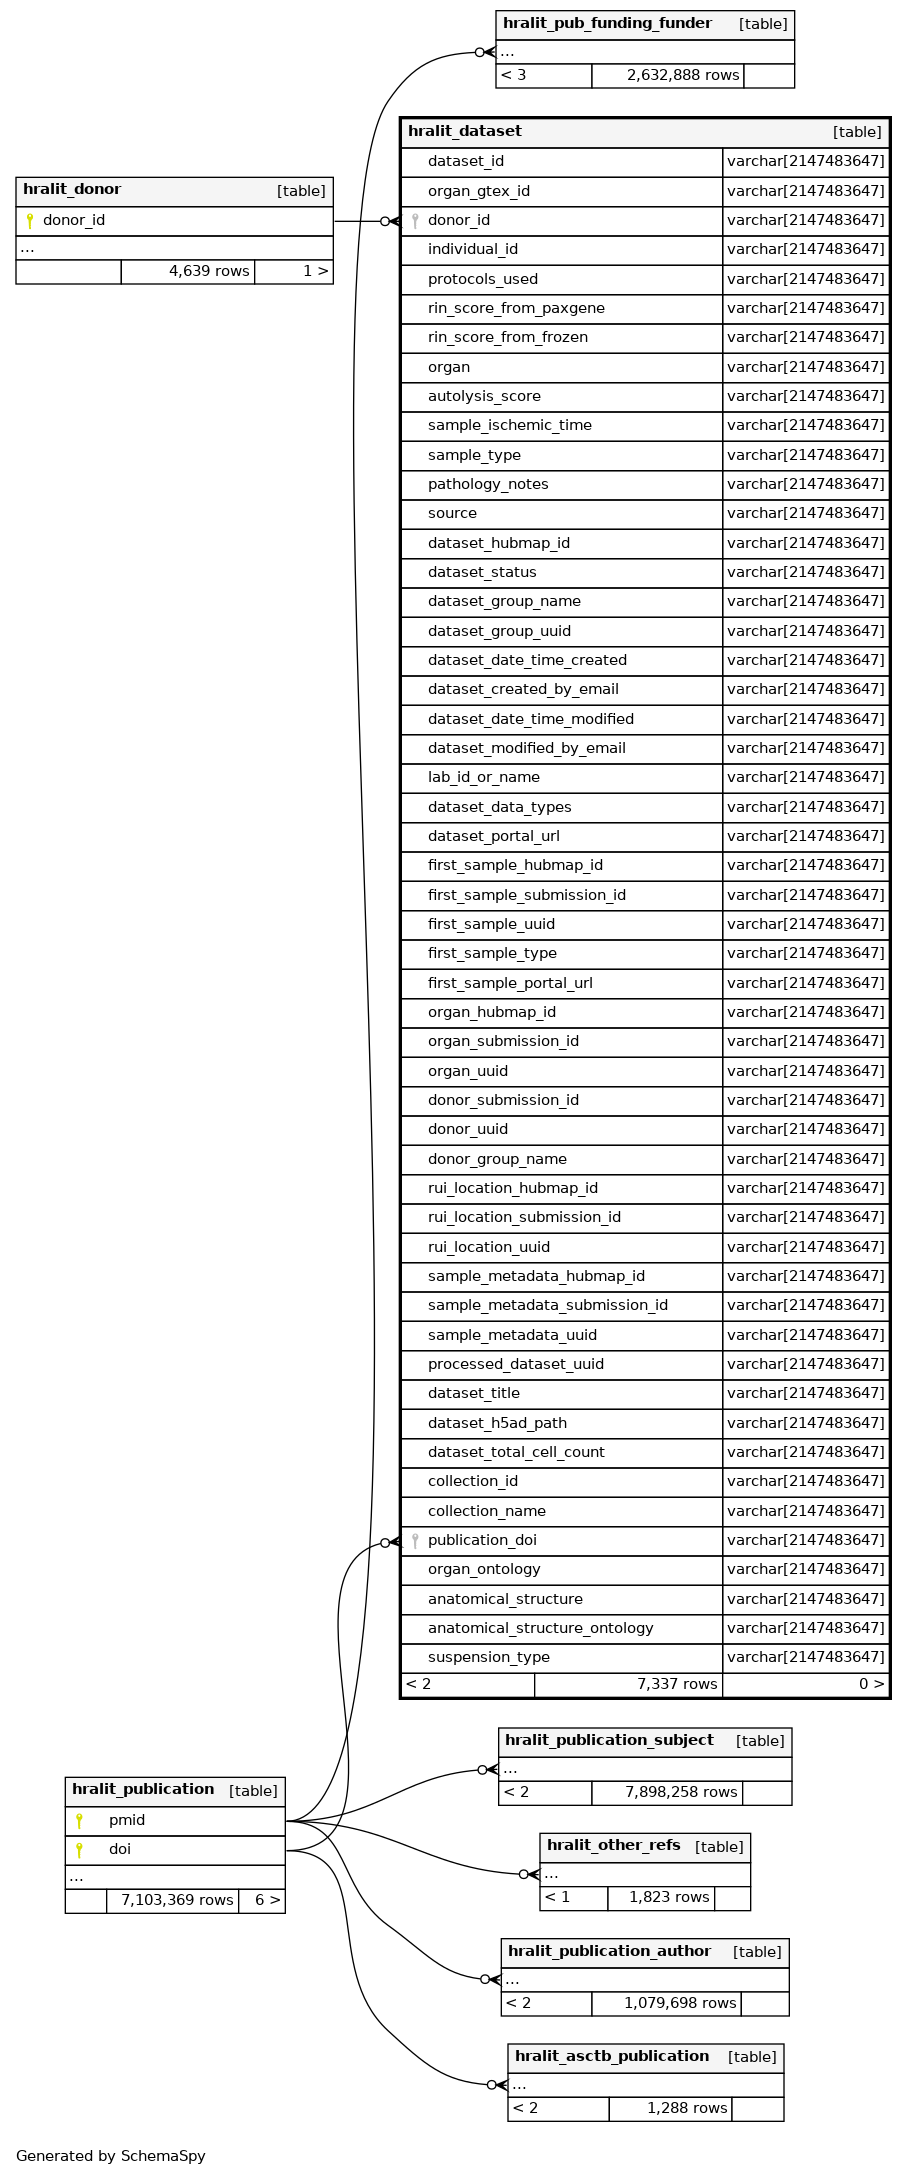 hralit_pub_funding_funder [table]
...
< 3 2,632,888 rows
hralit_dataset [table]
dataset_id varchar[2147483647]
organ_gtex_id varchar[2147483647]
donor_id varchar[2147483647]
individual_id varchar[2147483647]
protocols_used varchar[2147483647]
rin_score_from_paxgene varchar[2147483647]
rin_score_from_frozen varchar[2147483647]
organ varchar[2147483647]
autolysis_score varchar[2147483647]
sample_ischemic_time varchar[2147483647]
sample_type varchar[2147483647]
pathology_notes varchar[2147483647]
source varchar[2147483647]
dataset_hubmap_id varchar[2147483647]
dataset_status varchar[2147483647]
dataset_group_name varchar[2147483647]
dataset_group_uuid varchar[2147483647]
dataset_date_time_created varchar[2147483647]
dataset_created_by_email varchar[2147483647]
dataset_date_time_modified varchar[2147483647]
dataset_modified_by_email varchar[2147483647]
lab_id_or_name varchar[2147483647]
dataset_data_types varchar[2147483647]
dataset_portal_url varchar[2147483647]
first_sample_hubmap_id varchar[2147483647]
first_sample_submission_id varchar[2147483647]
first_sample_uuid varchar[2147483647]
first_sample_type varchar[2147483647]
first_sample_portal_url varchar[2147483647]
organ_hubmap_id varchar[2147483647]
organ_submission_id varchar[2147483647]
organ_uuid varchar[2147483647]
donor_submission_id varchar[2147483647]
donor_uuid varchar[2147483647]
donor_group_name varchar[2147483647]
rui_location_hubmap_id varchar[2147483647]
rui_location_submission_id varchar[2147483647]
rui_location_uuid varchar[2147483647]
sample_metadata_hubmap_id varchar[2147483647]
sample_metadata_submission_id varchar[2147483647]
sample_metadata_uuid varchar[2147483647]
processed_dataset_uuid varchar[2147483647]
dataset_title varchar[2147483647]
dataset_h5ad_path varchar[2147483647]
dataset_total_cell_count varchar[2147483647]
collection_id varchar[2147483647]
collection_name varchar[2147483647]
publication_doi varchar[2147483647]
organ_ontology varchar[2147483647]
anatomical_structure varchar[2147483647]
anatomical_structure_ontology varchar[2147483647]
suspension_type varchar[2147483647]
< 2 7,337 rows 0 >
hralit_donor [table]
donor_id
...
4,639 rows 1 >
hralit_publication [table]
pmid
doi
...
7,103,369 rows 6 >
hralit_publication_subject [table]
...
< 2 7,898,258 rows
hralit_other_refs [table]
...
< 1 1,823 rows
hralit_publication_author [table]
...
< 2 1,079,698 rows
hralit_asctb_publication [table]
...
< 2 1,288 rows
Generated by SchemaSpy